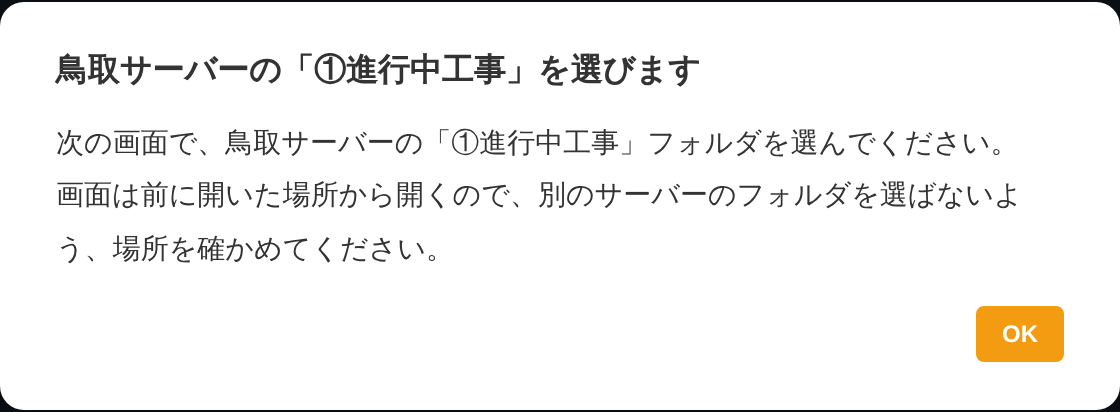 鳥取サーバーの「①進行中工事」を選びます
次の画面で、鳥取サーバーの「①進行中工事」フォルダを選んでください。
画面は前に開いた場所から開くので、別のサーバーのフォルダを選ばないよ
う、場所を確かめてください。
OK